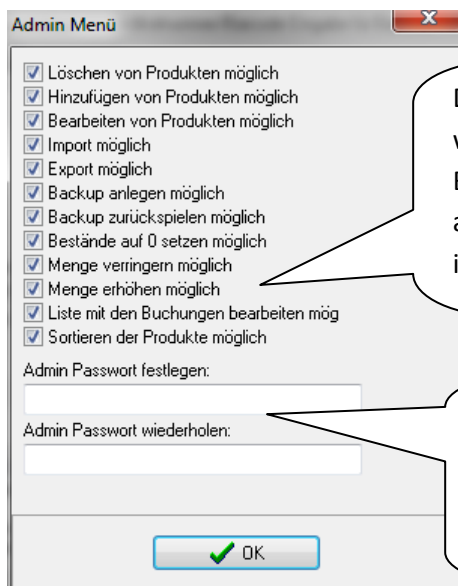 Admin Menü
Löschen von Produkten möglich
Hinzufügen von Produkten möglich
Bearbeiten von Produkten möglich
Import möglich
Export möglich
Backup anlegen möglich
Backup zurückspielen möglich
Bestände auf 0 setzen möglich
Menge verringern möglich
Menge erhöhen möglich
Liste mit den Buchungen bearbeiten mög
Sortieren der Produkte möglich
Admin Passwort festlegen:
Admin Passwort wiederholen:
OK